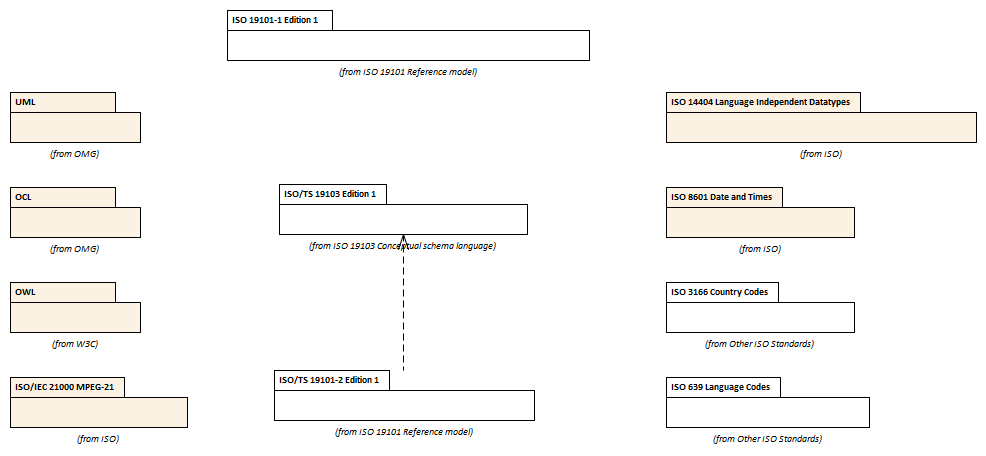 ISO 19101-1 Edition 1
(from ISO 19101 Reference model)
UML
(from OMG)
ISO 14404 Language Independent Datatypes
(from ISO)
OCL
(from OMG)
ISO/TS 19103 Edition 1
(from ISO 19103 Conceptual schema language)
ISO 8601 Date and Times
(from ISO)
OWL
(from W3C)
ISO 3166 Country Codes
(from Other ISO Standards)
ISO/IEC 21000 MPEG-21
(from ISO)
ISO/TS 19101-2 Edition 1
(from ISO 19101 Reference model)
ISO 639 Language Codes
(from Other ISO Standards)